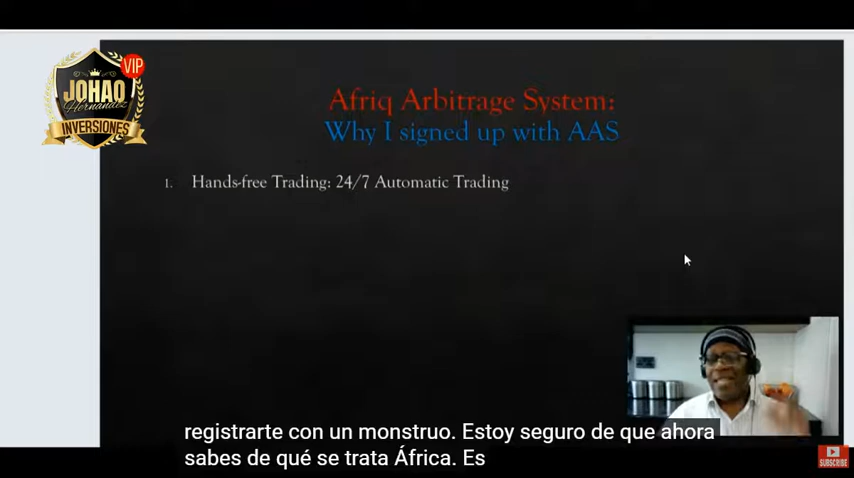 VIP
JOHAO
Hernandez
INVERSIONES
Afriq Arbitrage System:
Why I signed up with AAS
1. Hands-free Trading: 24/7 Automatic Trading
registrarte con un monstruo. Estoy seguro de que ahora
sabes de qué se trata África. Es
SUBSCRIBE